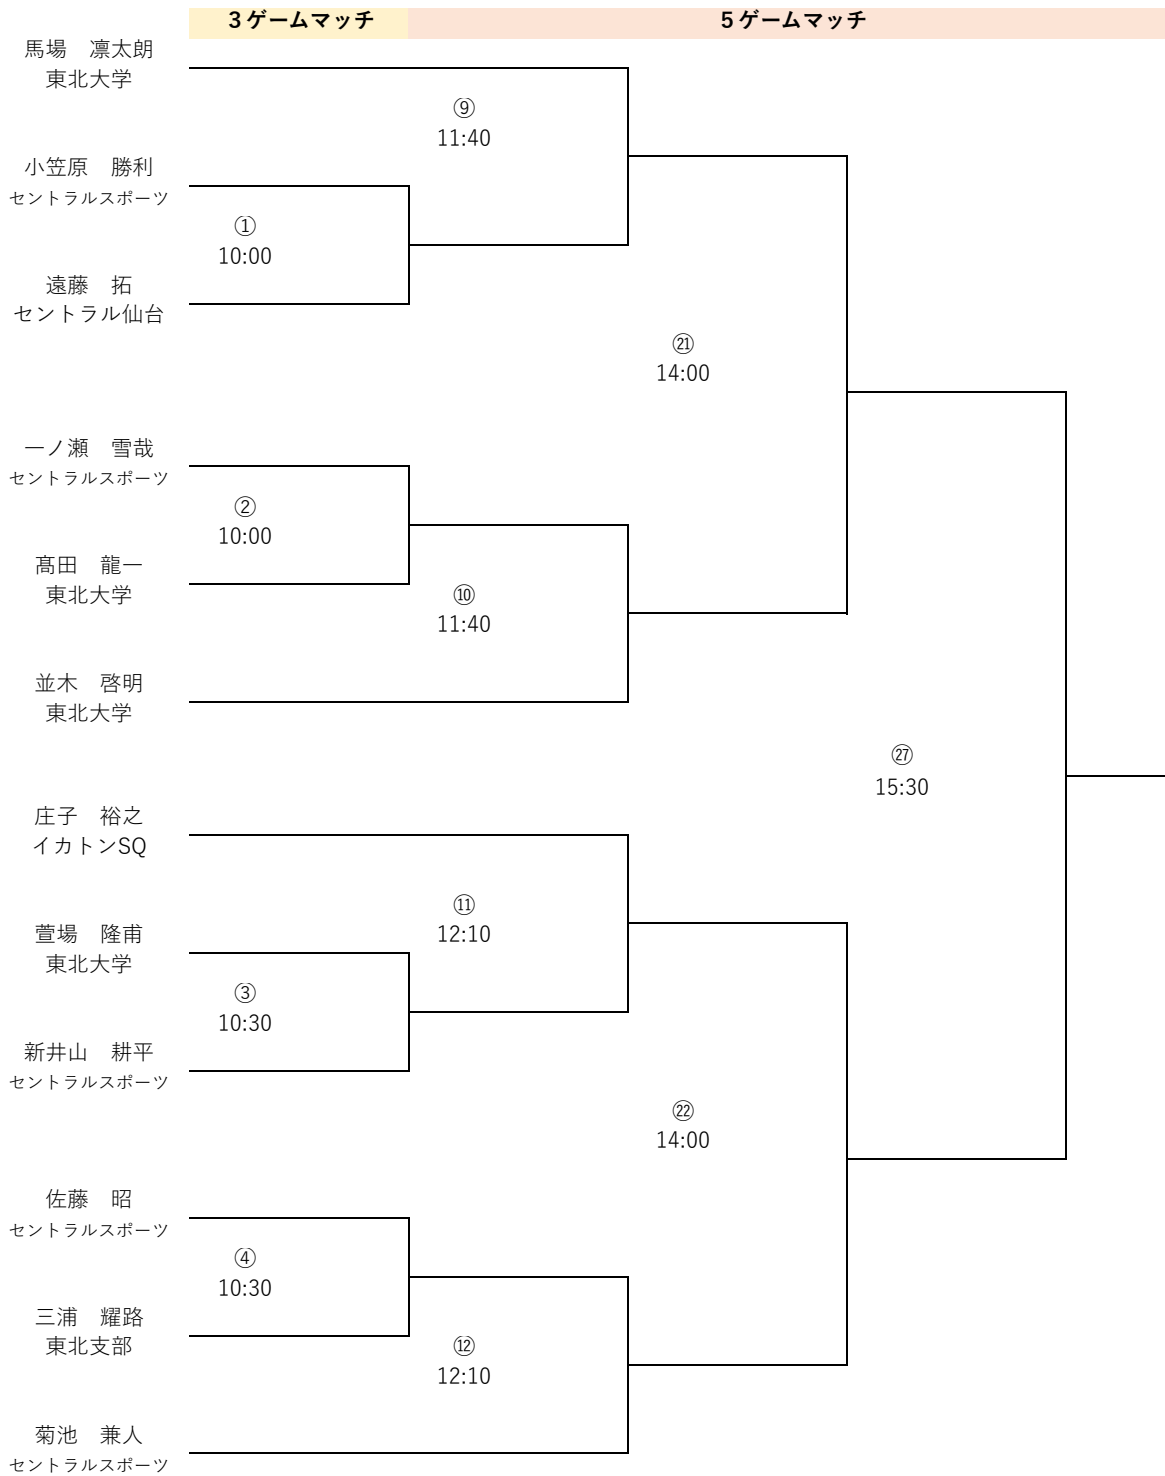 3ゲームマッチ
5ゲームマッチ
馬場　凛太朗
東北大学
⑨
11:40
小笠原　勝利
セントラルスポーツ
①
10:00
遠藤　拓
セントラル仙台
㉑
14:00
一ノ瀬　雪哉
セントラルスポーツ
②
10:00
髙田　龍一
東北大学
⑩
11:40
並木　啓明
東北大学
㉗
15:30
庄子　裕之
イカトンSQ
⑪
12:10
萱場　隆甫
東北大学
③
10:30
新井山　耕平
セントラルスポーツ
㉒
14:00
佐藤　昭
セントラルスポーツ
④
10:30
三浦　耀路
東北支部
⑫
12:10
菊池　兼人
セントラルスポーツ